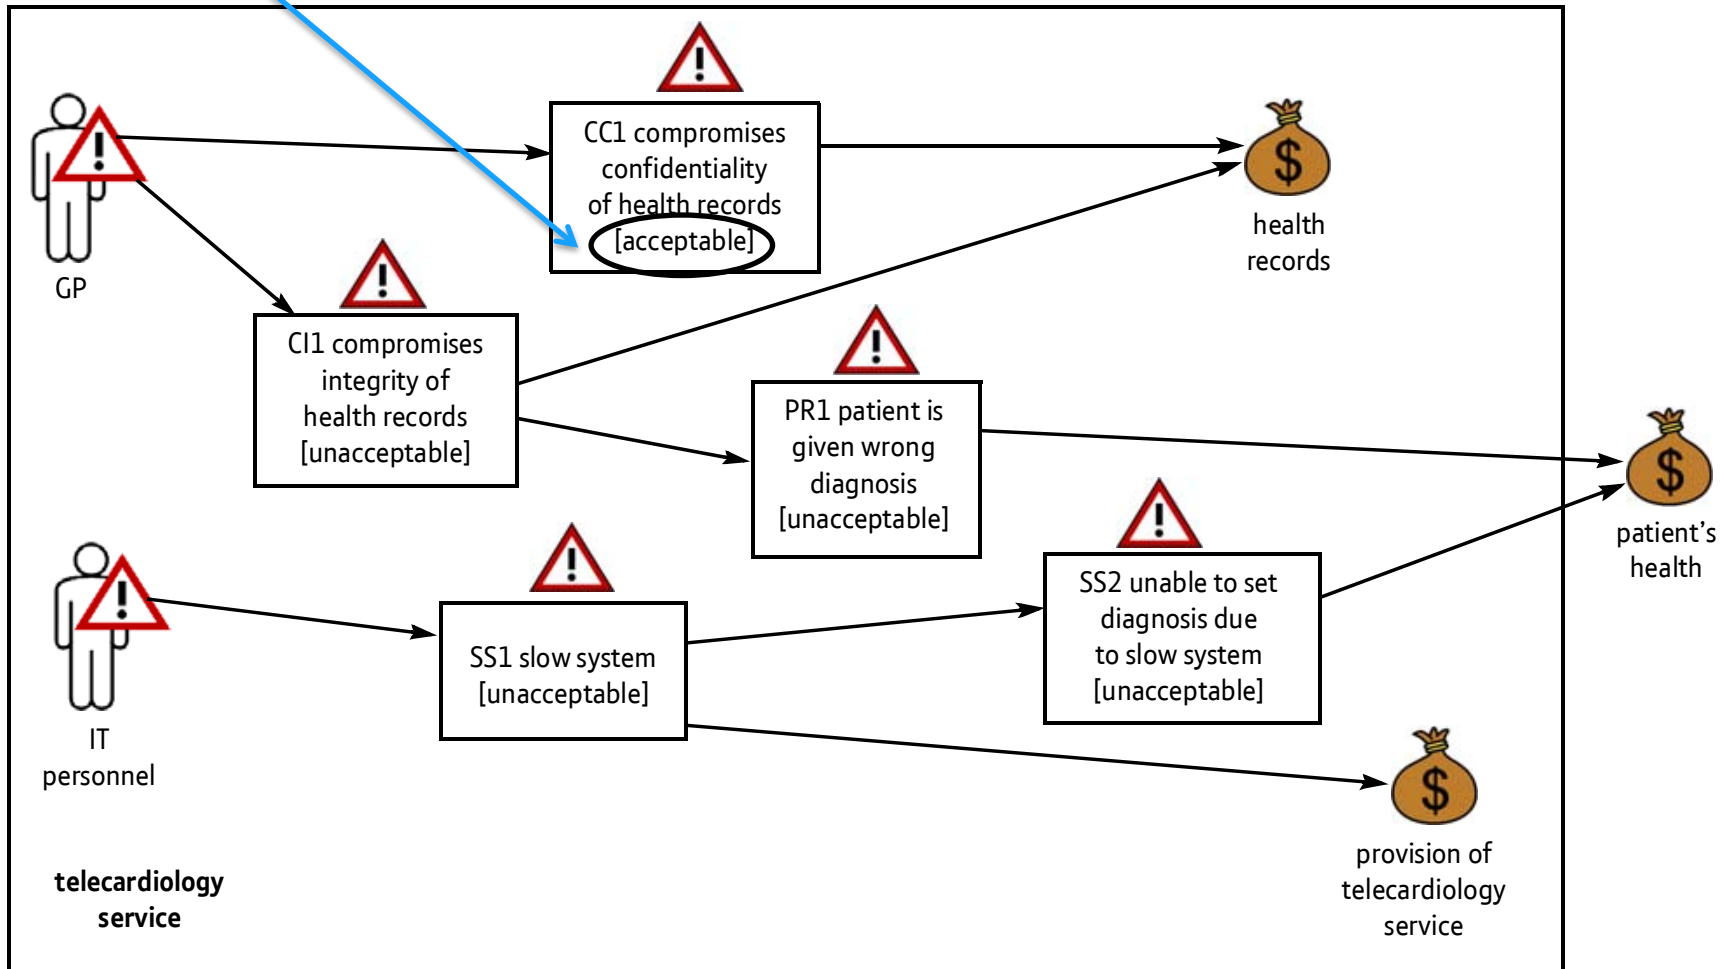 CC1 compromises
confidentiality
of health records
[acceptable]
$
health
records
GP
CI1 compromises
integrity of
health records
[unacceptable]
PR1 patient is
given wrong
diagnosis
[unacceptable]
$
patient's
health
IT
personnel
SS1 slow system
[unacceptable]
SS2 unable to set
diagnosis due
to slow system
[unacceptable]
$
provision of
telecardiology
service
telecardiology
service